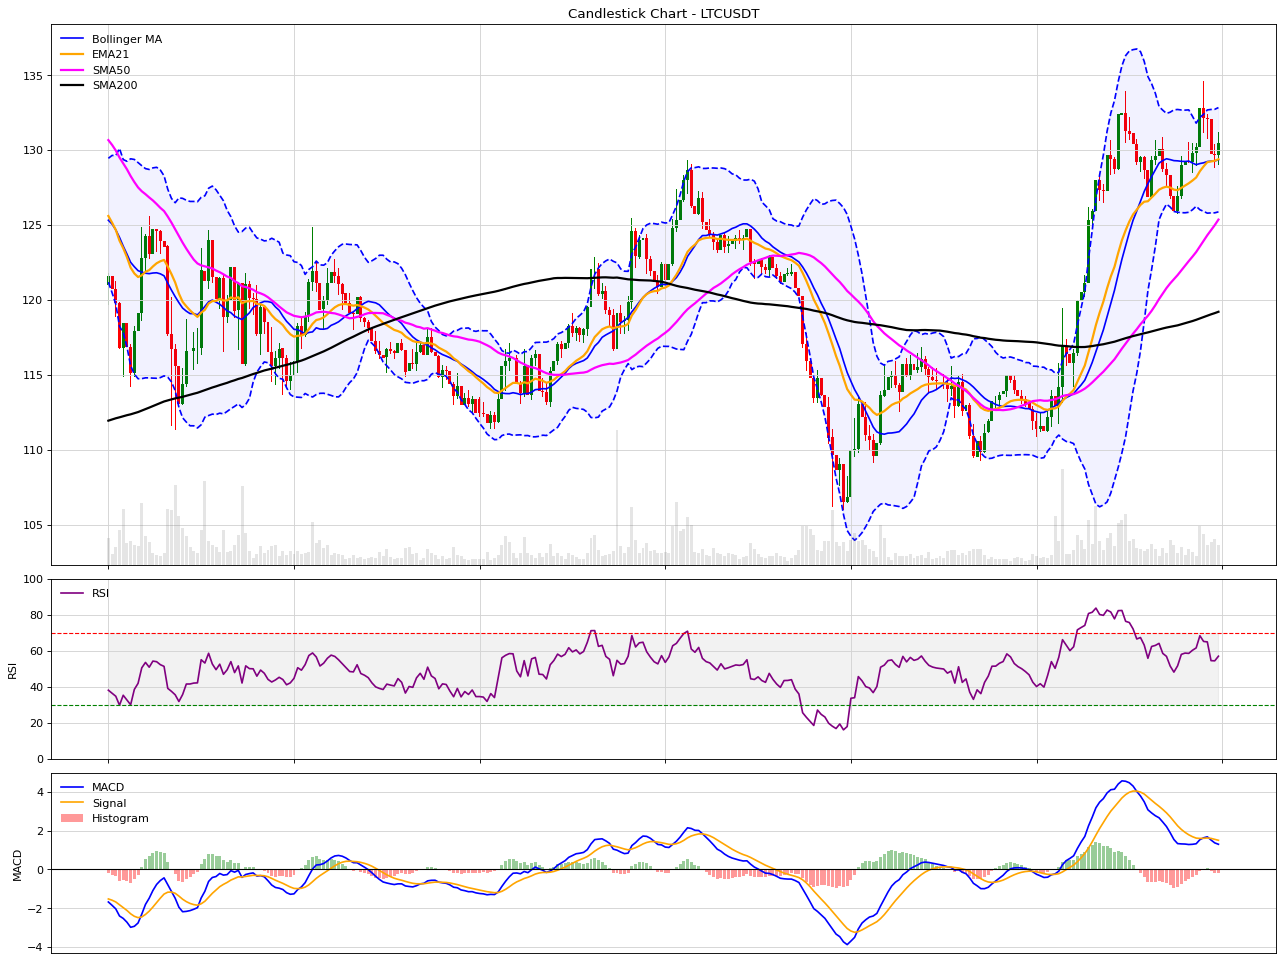 Candlestick Chart - LTCUSDT
Bollinger MA
EMA21
SMA50
SMA200
135
130
125
120
115
110
105
RSI
100
80
60
40
20
0
RSI
MACD
Signal
Histogram
4
2
0
−2
−4
MACD